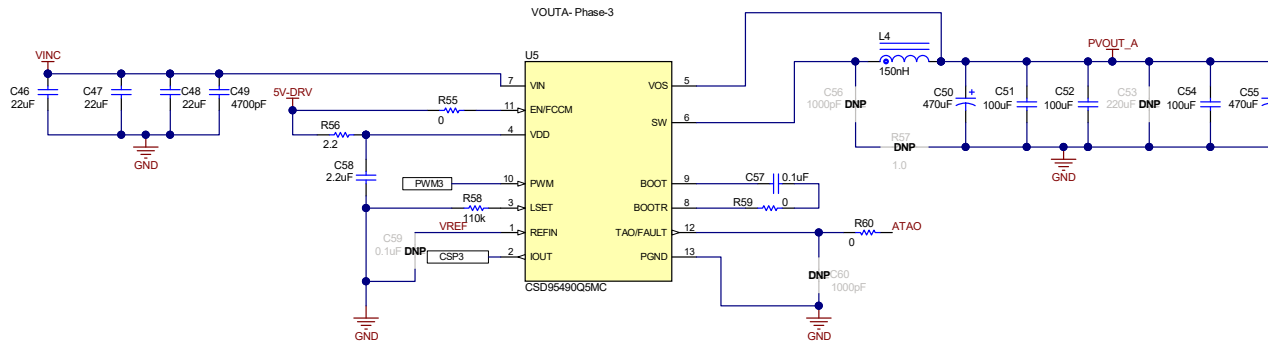 VOUTA- Phase-3
VINC
C46
22uF
C47
22uF
C48
22uF
C49
4700pF
GND
5V-DRV
R55
0
R56
2.2
C58
2.2uF
PWM3
R58
110k
VREF
C59
0.1uF
DNP
CSP3
GND
U5
7
VIN
11
EN/FCCM
4
VDD
10
PWM
3
LSET
1
REFIN
2
IOUT
VOS
5
SW
6
BOOT
9
BOOTR
8
TAO/FAULT
12
PGND
13
CSD95490Q5MC
C57
0.1uF
R59
0
R60
0
ATAO
DNP
C60
1000pF
GND
L4
150nH
C56
1000pF
DNP
R57
DNP
1.0
PVOUT_A
C50
470uF
+
C51
100uF
C52
100uF
C53
220uF
DNP
C54
100uF
C55
470uF
GND